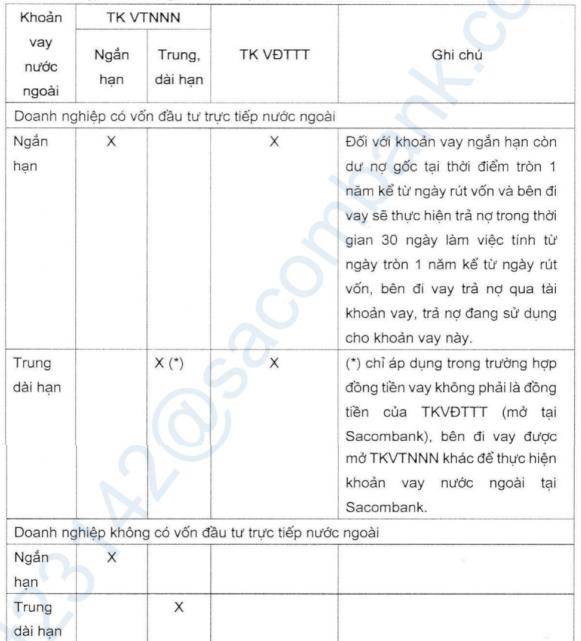 Khoản vay nước ngoài
TK VTNNN
TK VĐTTT
Ghi chú
Ngắn hạn
Trung, dài hạn
Doanh nghiệp có vốn đầu tư trực tiếp nước ngoài
Ngắn hạn
X
X
Đối với khoản vay ngắn hạn còn
dư nợ gốc tại thời điểm tròn 1
năm kể từ ngày rút vốn và bên đi
vay sẽ thực hiện trả nợ trong thời
gian 30 ngày làm việc tính từ
ngày tròn 1 năm kể từ ngày rút
vốn, bên đi vay trả nợ qua tài
khoản vay, trả nợ đang sử dụng
cho khoản vay này.
Trung dài hạn
X (*)
X
(*) chỉ áp dụng trong trường hợp
đồng tiền vay không phải là đồng
tiền của TKVĐTTT (mở tại
Sacombank), bên đi vay được
mở TKVTNNN khác để thực hiện
khoản vay nước ngoài tại
Sacombank.
Doanh nghiệp không có vốn đầu tư trực tiếp nước ngoài
Ngắn hạn
X
Trung dài hạn
X
23142@sacombank.co